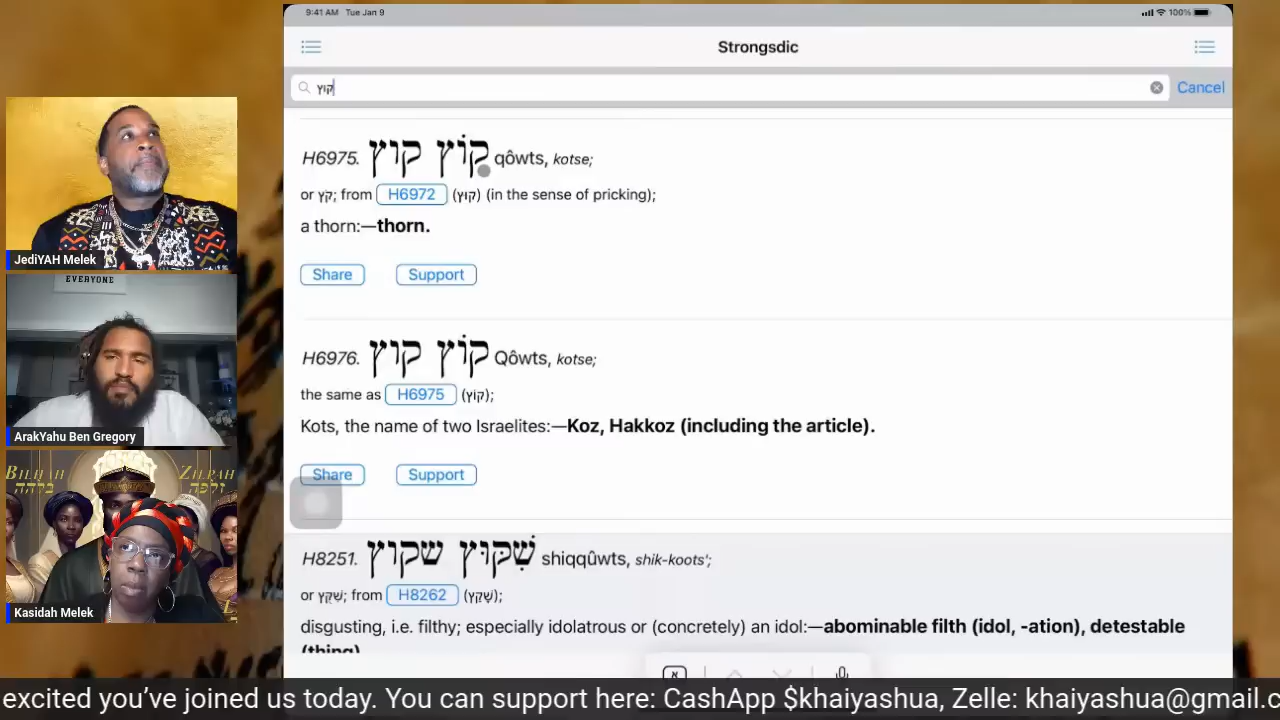 9:41 AM Tue Jan 9
100%
Strongsdic
קוץ
Cancel
H6975. קוץ קוֹץ qôwts, kotse;
or קֹץ; from H6972 (קוּץ) (in the sense of pricking);
a thorn:—thorn.
Share Support
H6976. קוץ קוֹץ Qôwts, kotse;
the same as H6975 (קוֹץ);
Kots, the name of two Israelites:—Koz, Hakkoz (including the article).
Share Support
H8251. שקוץ שִׁקּוּץ shiqqûwts, shik-koots';
or שִׁקֻּץ; from H8262 (שָׁקַץ);
disgusting, i.e. filthy; especially idolatrous or (concretely) an idol:—abominable filth (idol, -ation), detestable
(thing)
JediYAH Melek
EVERYONE
ArakYahu Ben Gregory
BILHAH ZILPAH
בלהה זלפה
Kasidah Melek
excited you've joined us today. You can support here: CashApp $khaiyashua, Zelle: khaiyashua@gmail.c